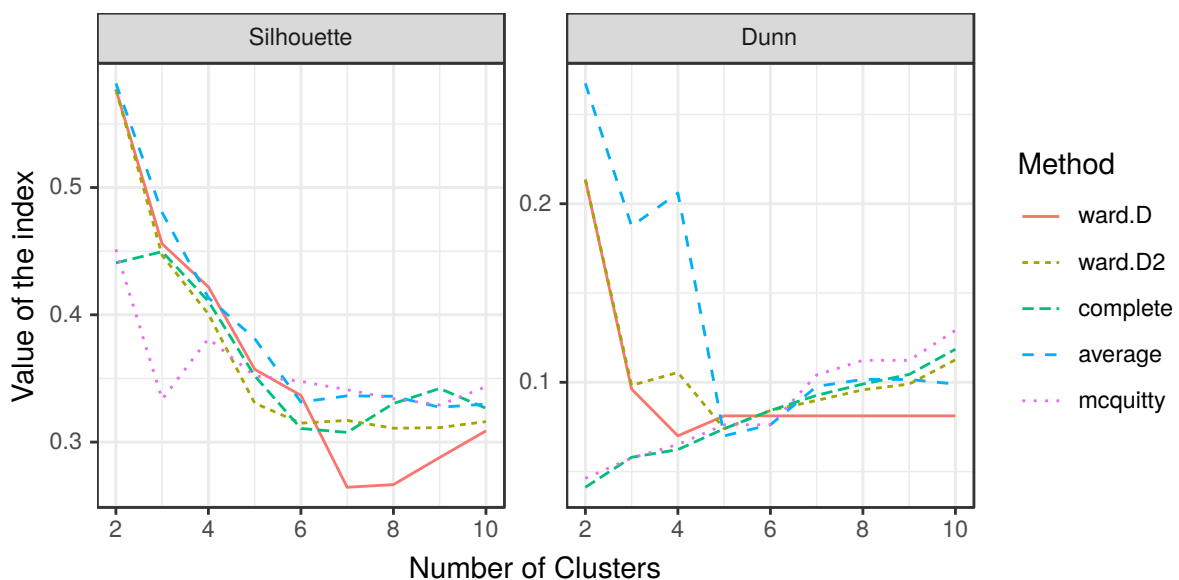 Silhouette
Dunn
Value of the index
0.5
0.4
0.3
0.2
0.1
2 4 6 8 10
2 4 6 8 10
Number of Clusters
Method
ward.D
ward.D2
complete
average
mcquitty